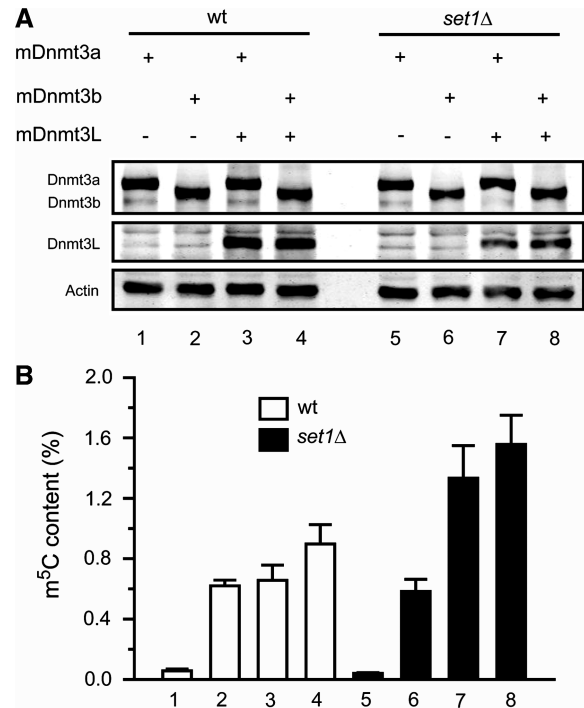 A
wt set1Δ
mDnmt3a + + + +
mDnmt3b + + + +
mDnmt3L - - + + - - + +
Dnmt3a
Dnmt3b
Dnmt3L
Actin
1 2 3 4 5 6 7 8
B
2.0
1.6
1.2
0.8
0.4
0.0
m⁵C content (%)
wt
set1Δ
1 2 3 4 5 6 7 8